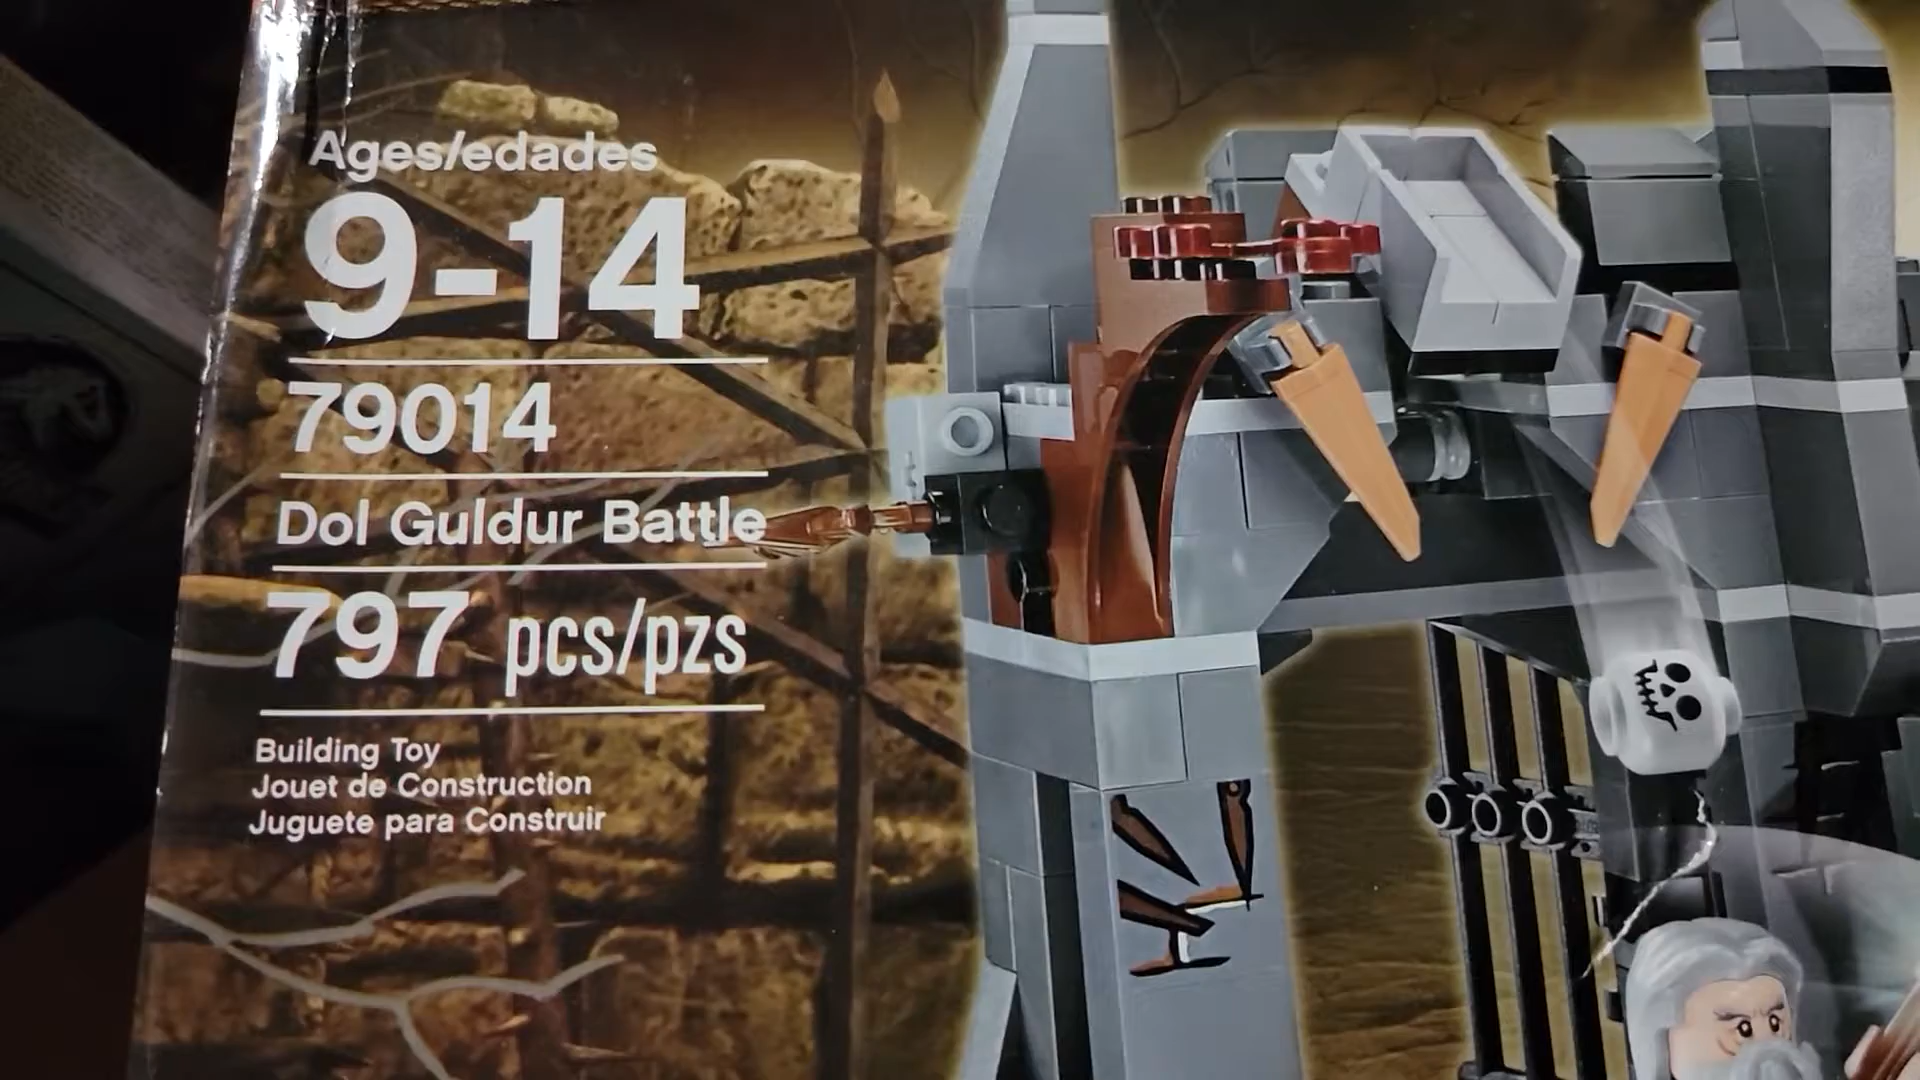 Ages/edades
9-14
79014
Dol Guldur Battle
797 pcs/pzs
Building Toy
Jouet de Construction
Juguete para Construir